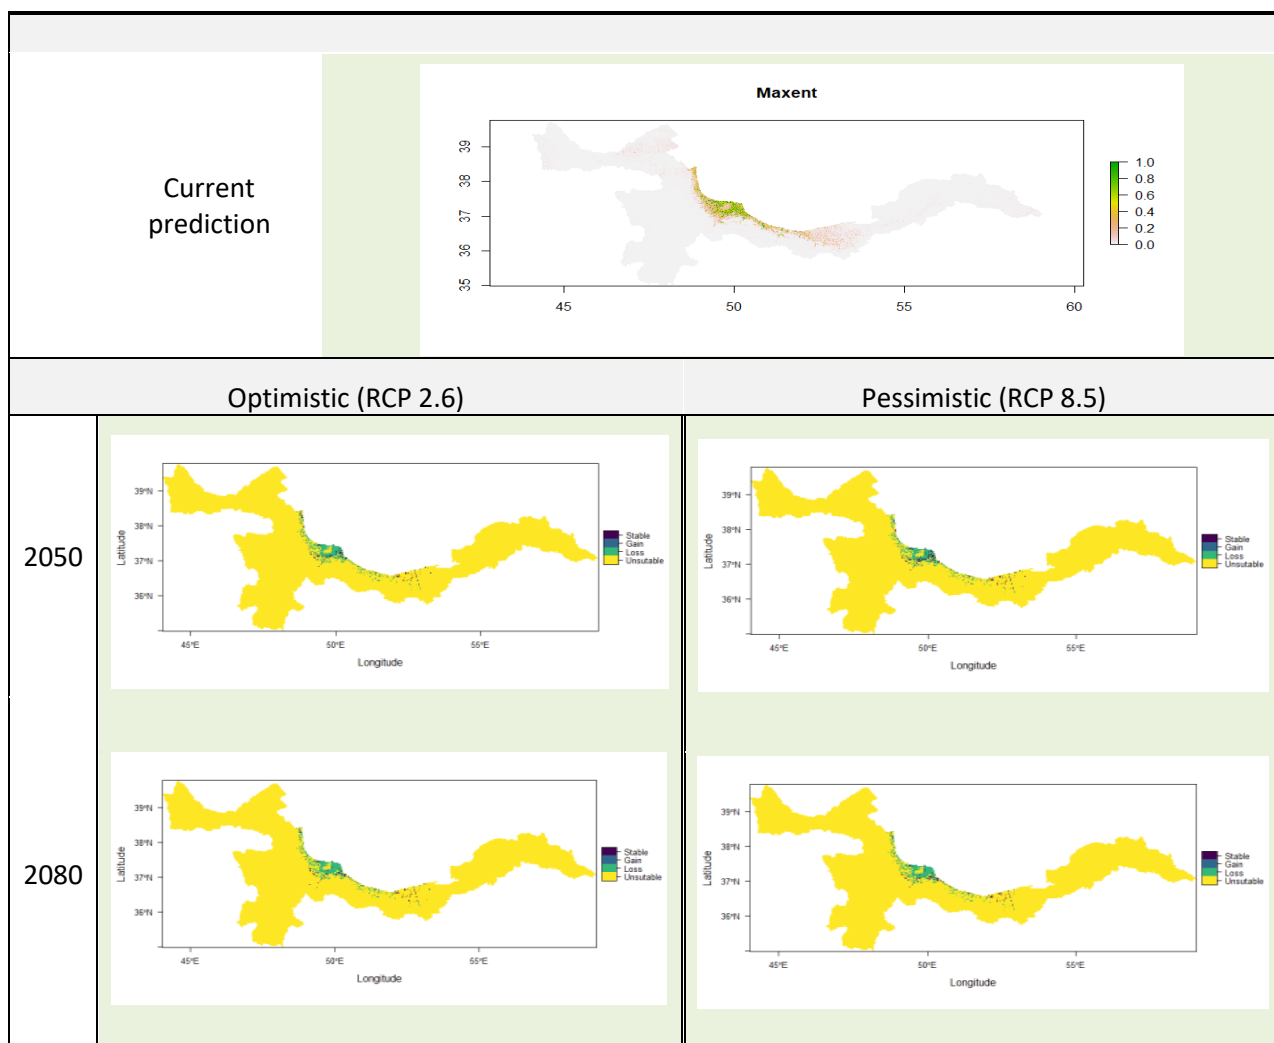 Current
prediction
Maxent
39
38
37
36
35
45 50 55 60
1.0
0.8
0.6
0.4
0.2
0.0
Optimistic (RCP 2.6) Pessimistic (RCP 8.5)
2050
Latitude
39°N
38°N
37°N
36°N
45°E 50°E 55°E
Longitude
Stable
Gain
Loss
Unsutable
Latitude
39°N
38°N
37°N
36°N
45°E 50°E 55°E
Longitude
Stable
Gain
Loss
Unsutable
2080
Latitude
39°N
38°N
37°N
36°N
45°E 50°E 55°E
Longitude
Stable
Gain
Loss
Unsutable
Latitude
39°N
38°N
37°N
36°N
45°E 50°E 55°E
Longitude
Stable
Gain
Loss
Unsutable